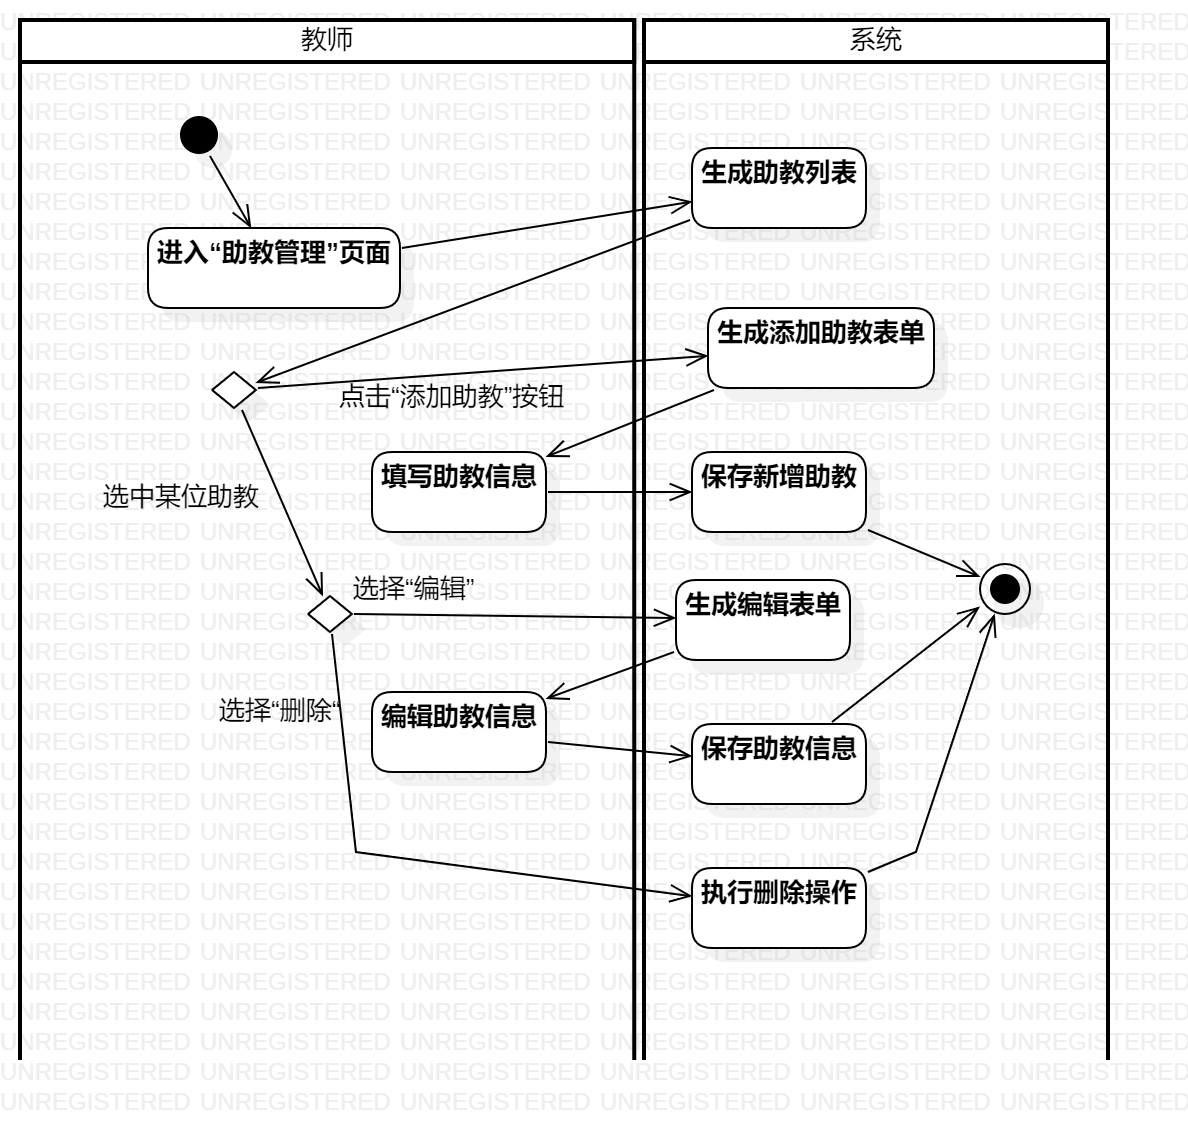 教师
系统
生成助教列表
进入“助教管理”页面
生成添加助教表单
点击“添加助教”按钮
填写助教信息
保存新增助教
选中某位助教
选择“编辑”
生成编辑表单
选择“删除“
编辑助教信息
保存助教信息
执行删除操作
UNREGISTERED